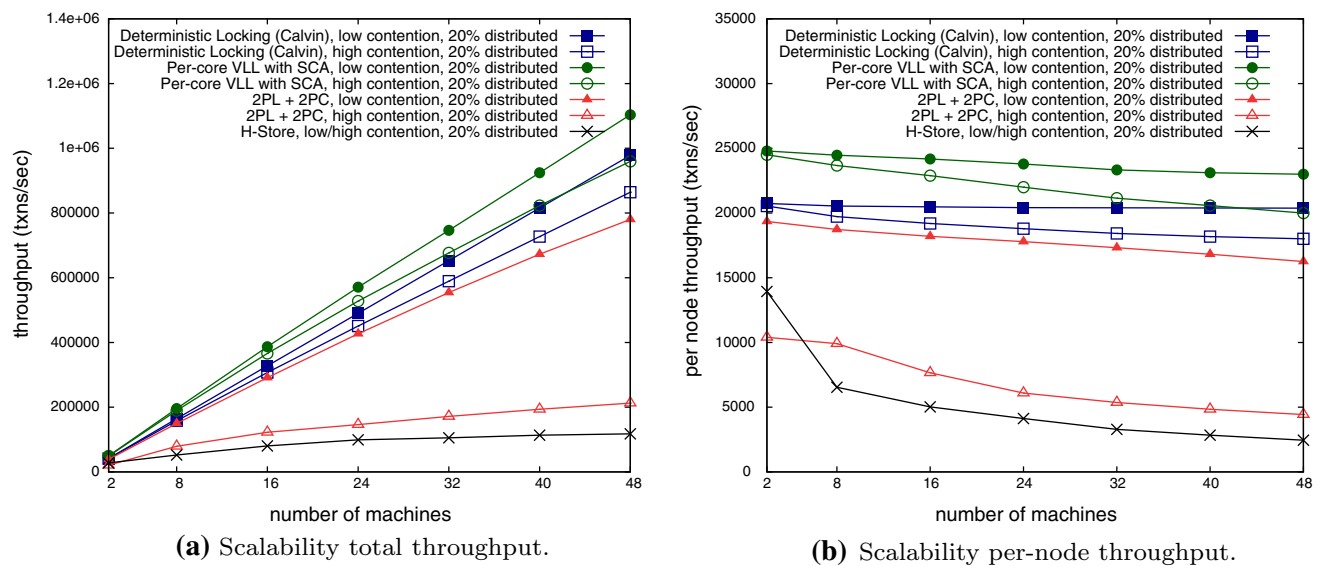 1.4e+06
1.2e+06
1e+06
800000
600000
400000
200000
0
throughput (txns/sec)
Deterministic Locking (Calvin), low contention, 20% distributed
Deterministic Locking (Calvin), high contention, 20% distributed
Per-core VLL with SCA, low contention, 20% distributed
Per-core VLL with SCA, high contention, 20% distributed
2PL + 2PC, low contention, 20% distributed
2PL + 2PC, high contention, 20% distributed
H-Store, low/high contention, 20% distributed
2 8 16 24 32 40 48
number of machines
(a) Scalability total throughput.
35000
30000
25000
20000
15000
10000
5000
0
per node throughput (txns/sec)
Deterministic Locking (Calvin), low contention, 20% distributed
Deterministic Locking (Calvin), high contention, 20% distributed
Per-core VLL with SCA, low contention, 20% distributed
Per-core VLL with SCA, high contention, 20% distributed
2PL + 2PC, low contention, 20% distributed
2PL + 2PC, high contention, 20% distributed
H-Store, low/high contention, 20% distributed
2 8 16 24 32 40 48
number of machines
(b) Scalability per-node throughput.